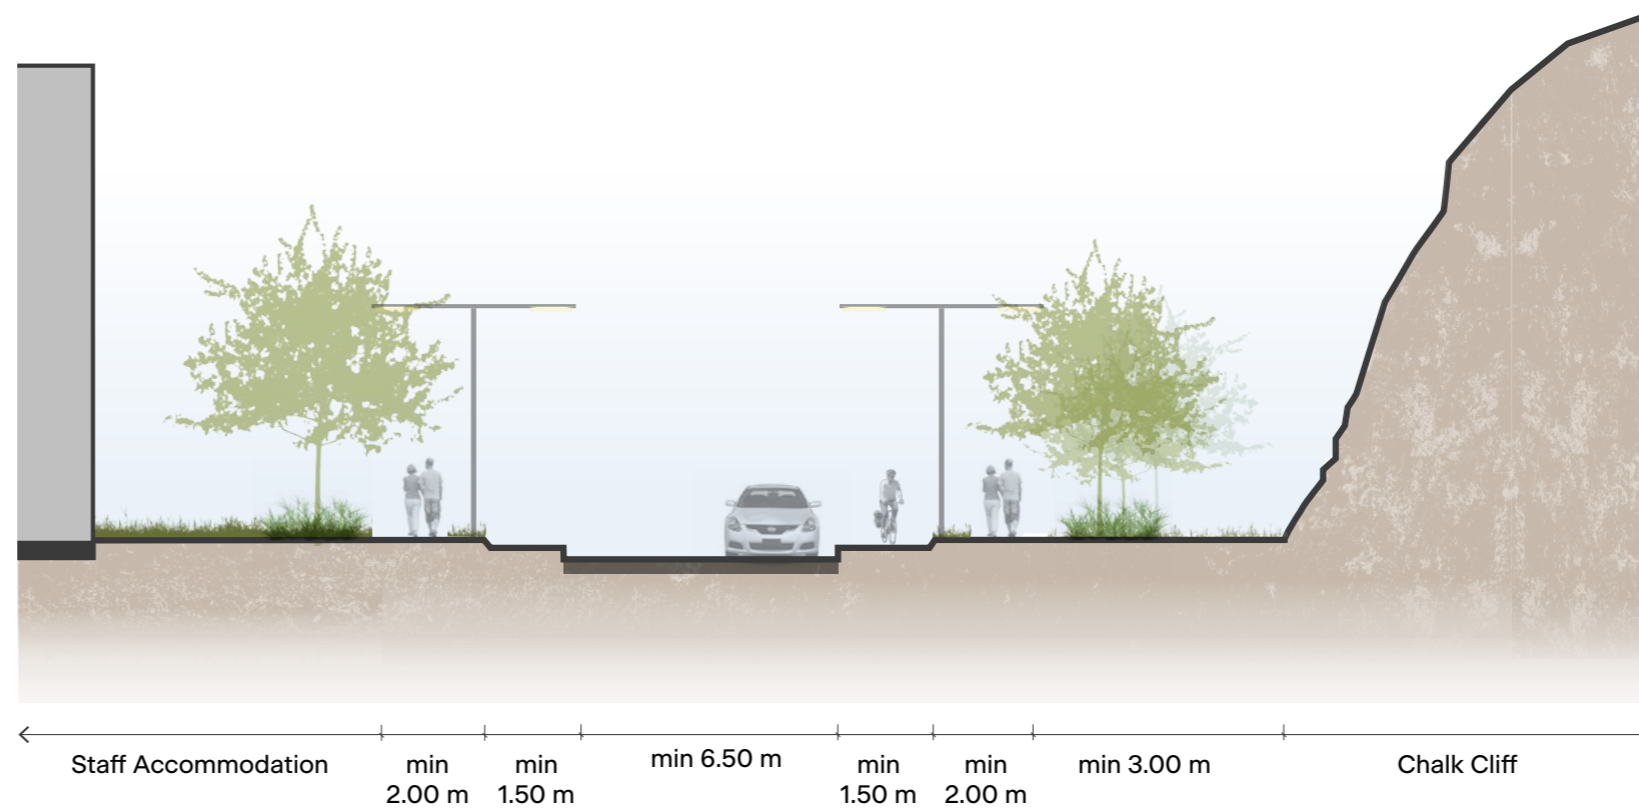 Staff Accommodation
min
2.00 m
min
1.50 m
min 6.50 m
min
1.50 m
min
2.00 m
min 3.00 m
Chalk Cliff